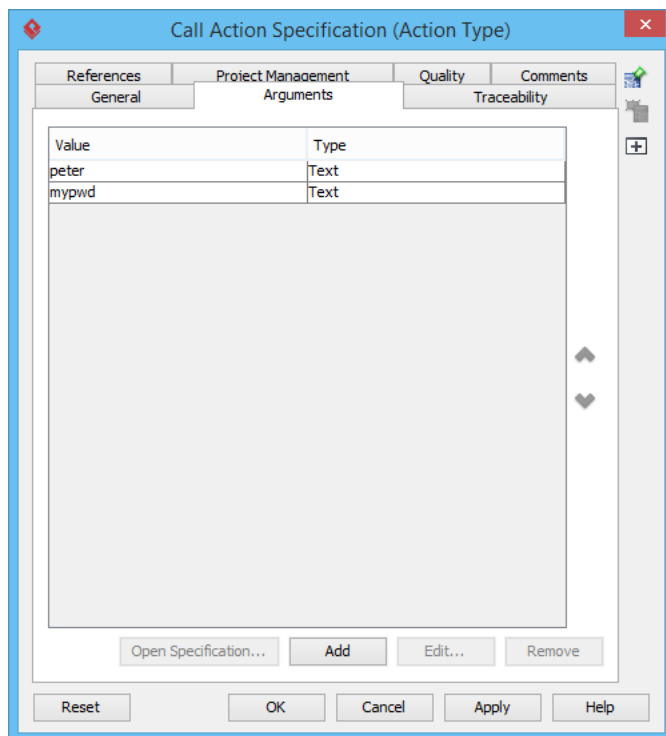 Call Action Specification (Action Type)
References Project Management Quality Comments
General Arguments Traceability
Value Type
peter Text
mypwd Text
Open Specification... Add Edit... Remove
Reset OK Cancel Apply Help